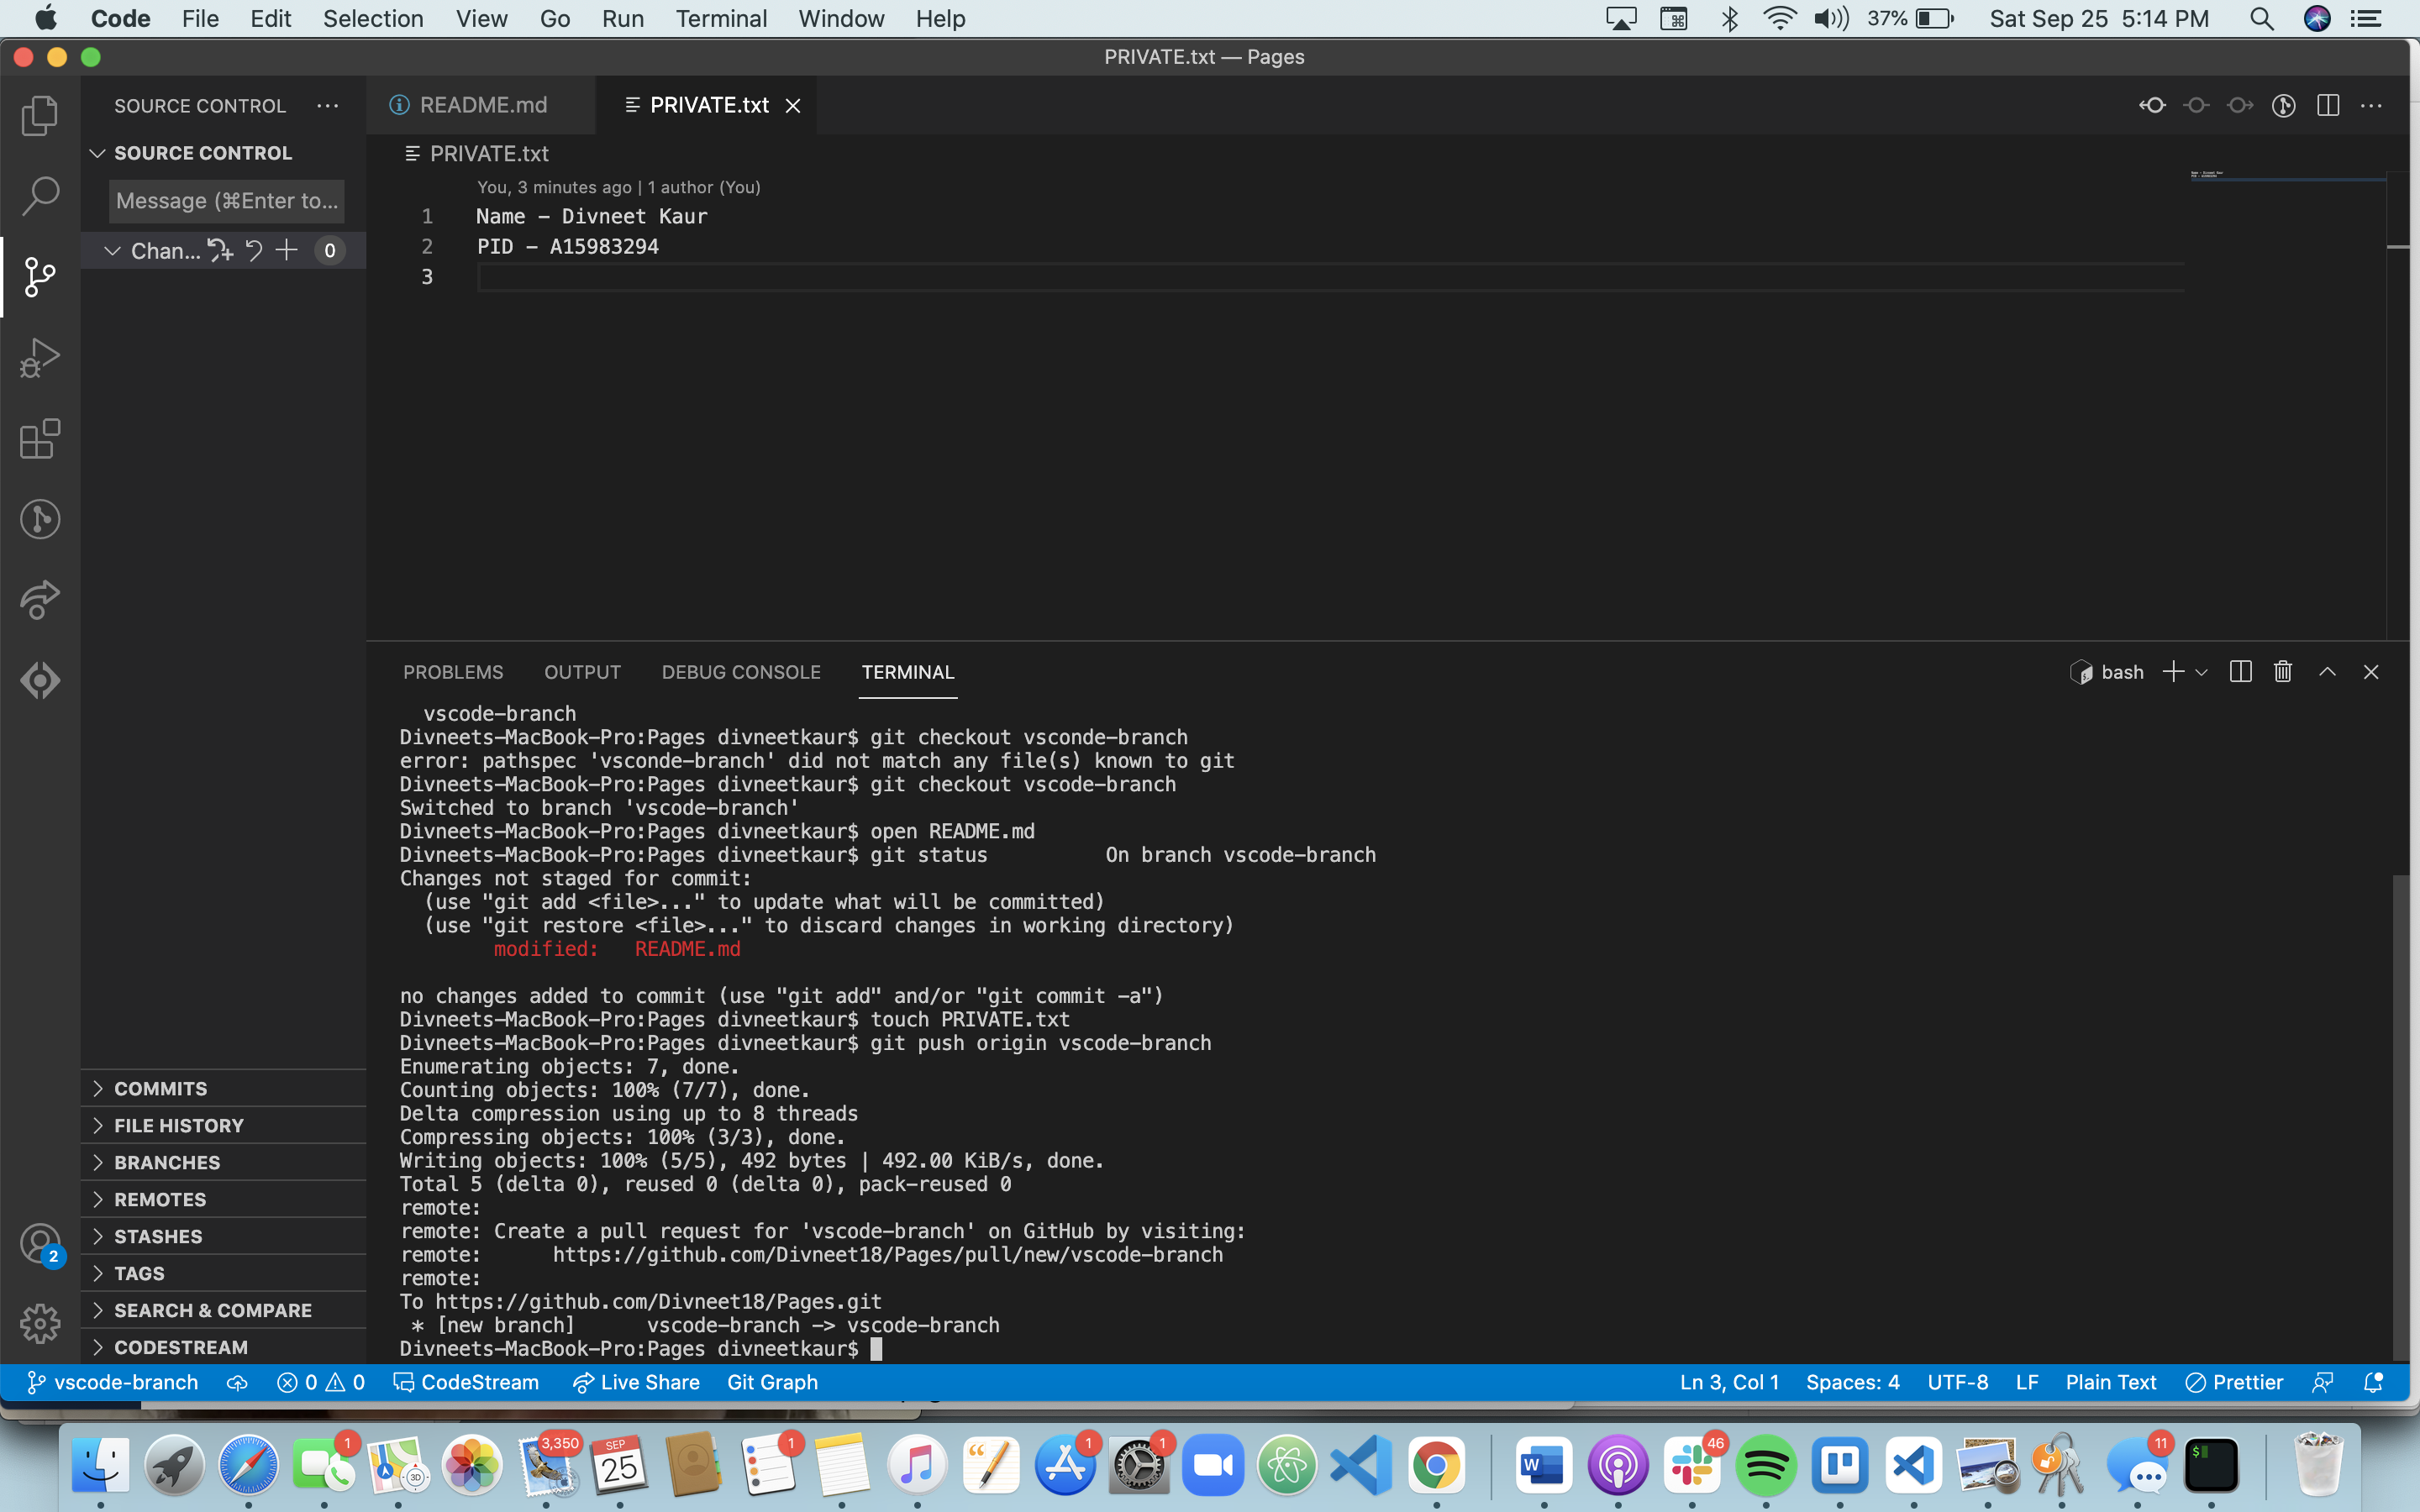 Code File Edit Selection View Go Run Terminal Window Help 37% Sat Sep 25 5:14 PM
PRIVATE.txt — Pages
SOURCE CONTROL
README.md
PRIVATE.txt
SOURCE CONTROL
PRIVATE.txt
Message (⌘Enter to...
You, 3 minutes ago | 1 author (You)
1 Name - Divneet Kaur
Chan... 0
2 PID - A15983294
3
PROBLEMS OUTPUT DEBUG CONSOLE TERMINAL bash
vscode-branch
Divneets-MacBook-Pro:Pages divneetkaur$ git checkout vsconde-branch
error: pathspec 'vsconde-branch' did not match any file(s) known to git
Divneets-MacBook-Pro:Pages divneetkaur$ git checkout vscode-branch
Switched to branch 'vscode-branch'
Divneets-MacBook-Pro:Pages divneetkaur$ open README.md
Divneets-MacBook-Pro:Pages divneetkaur$ git status On branch vscode-branch
Changes not staged for commit:
(use "git add <file>..." to update what will be committed)
(use "git restore <file>..." to discard changes in working directory)
modified: README.md
no changes added to commit (use "git add" and/or "git commit -a")
Divneets-MacBook-Pro:Pages divneetkaur$ touch PRIVATE.txt
Divneets-MacBook-Pro:Pages divneetkaur$ git push origin vscode-branch
Enumerating objects: 7, done.
Counting objects: 100% (7/7), done.
Delta compression using up to 8 threads
Compressing objects: 100% (3/3), done.
Writing objects: 100% (5/5), 492 bytes | 492.00 KiB/s, done.
Total 5 (delta 0), reused 0 (delta 0), pack-reused 0
remote:
remote: Create a pull request for 'vscode-branch' on GitHub by visiting:
remote: https://github.com/Divneet18/Pages/pull/new/vscode-branch
remote:
To https://github.com/Divneet18/Pages.git
* [new branch] vscode-branch -> vscode-branch
Divneets-MacBook-Pro:Pages divneetkaur$
COMMITS
FILE HISTORY
BRANCHES
REMOTES
STASHES
TAGS
SEARCH & COMPARE
CODESTREAM
2
vscode-branch 0 0 CodeStream Live Share Git Graph Ln 3, Col 1 Spaces: 4 UTF-8 LF Plain Text Prettier
1 3D 3,350 SEP 25 1 1 1 W 46 11 $